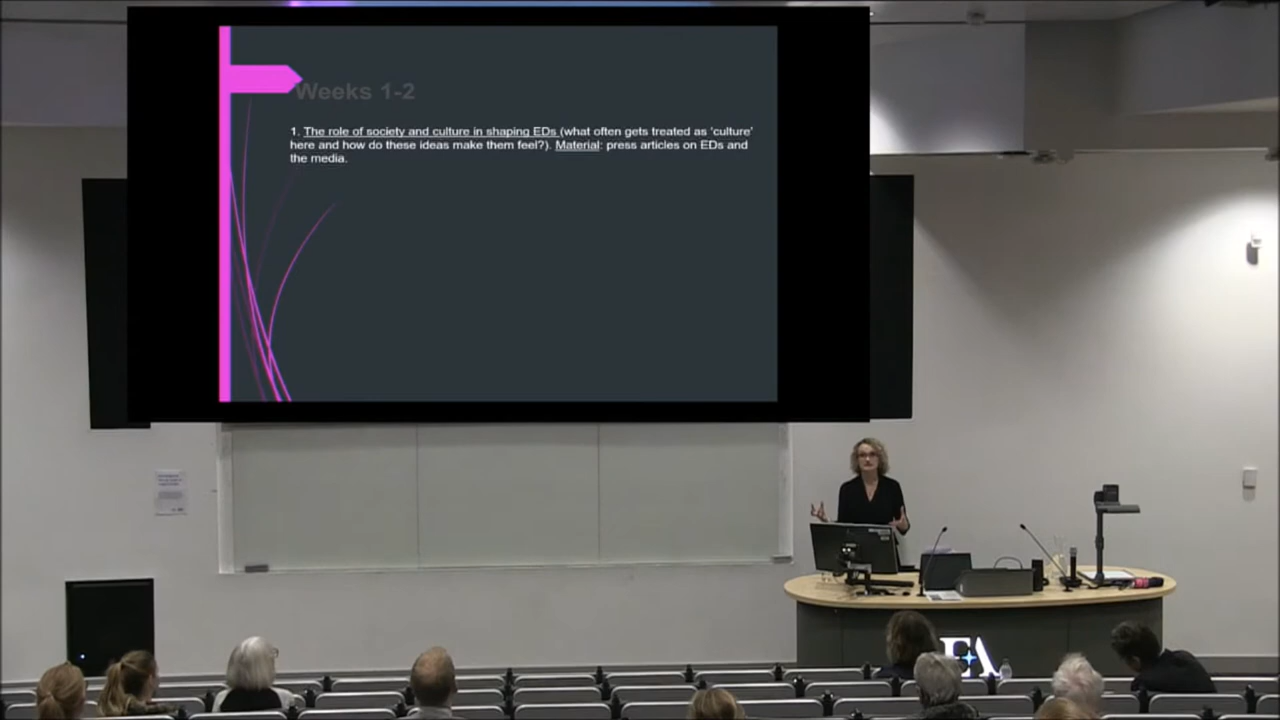 Weeks 1-2
1. The role of society and culture in shaping EDs (what often gets treated as 'culture'
here and how do these ideas make them feel?). Material: press articles on EDs and
the media.